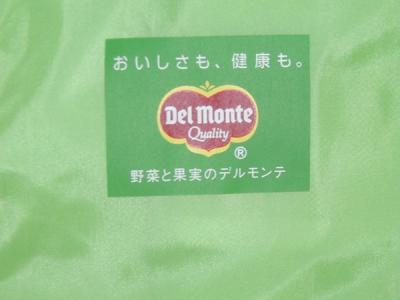 おいしさも、健康も。
Del Monte
Quality
®
野菜と果実のデルモンテ